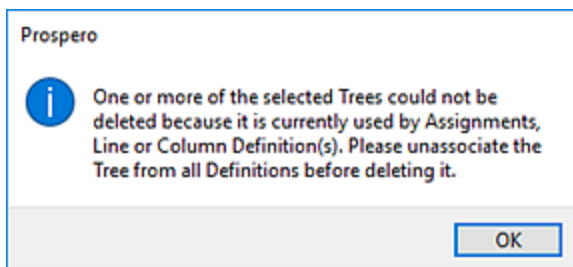 Prospero
One or more of the selected Trees could not be
deleted because it is currently used by Assignments,
Line or Column Definition(s). Please unassociate the
Tree from all Definitions before deleting it.
OK